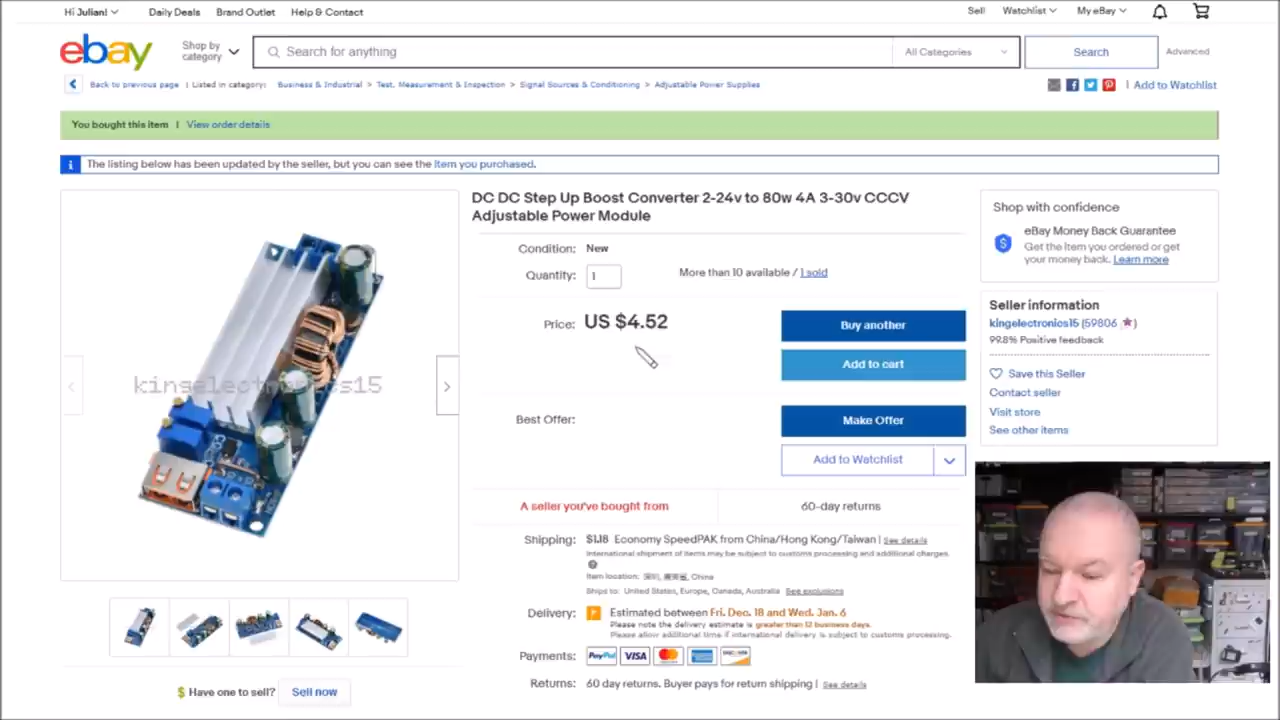 Hi Julian!
Daily Deals
Brand Outlet
Help & Contact
Sell
Watchlist
My eBay
ebay
Shop by category
Search for anything
All Categories
Search
Advanced
Back to previous page | Listed in category:
Business & Industrial > Test, Measurement & Inspection > Signal Sources & Conditioning > Adjustable Power Supplies
| Add to Watchlist
You bought this item | View order details
The listing below has been updated by the seller, but you can see the item you purchased.
kinselectronics15
DC DC Step Up Boost Converter 2-24v to 80w 4A 3-30v CCCV
Adjustable Power Module
Condition: New
Quantity: 1
More than 10 available / 1 sold
Price: US $4.52
Buy another
Add to cart
Best Offer:
Make Offer
Add to Watchlist
A seller you've bought from
60-day returns
Shipping: $1.18 Economy SpeedPAK from China/Hong Kong/Taiwan | See details
International shipment of items may be subject to customs processing and additional charges.
Item location: China
Ships to: United States, Europe, Canada, Australia See exclusions
Delivery: Estimated between Fri. Dec. 18 and Wed. Jan. 6
Please note the delivery estimate is greater than 12 business days.
Please allow additional time if international delivery is subject to customs processing.
Payments: PayPal VISA
Returns: 60 day returns. Buyer pays for return shipping | See details
Shop with confidence
eBay Money Back Guarantee
Get the item you ordered or get
your money back. Learn more
Seller information
kingelectronics15 (59806 )
99.8% Positive feedback
Save this Seller
Contact seller
Visit store
See other items
Have one to sell? Sell now